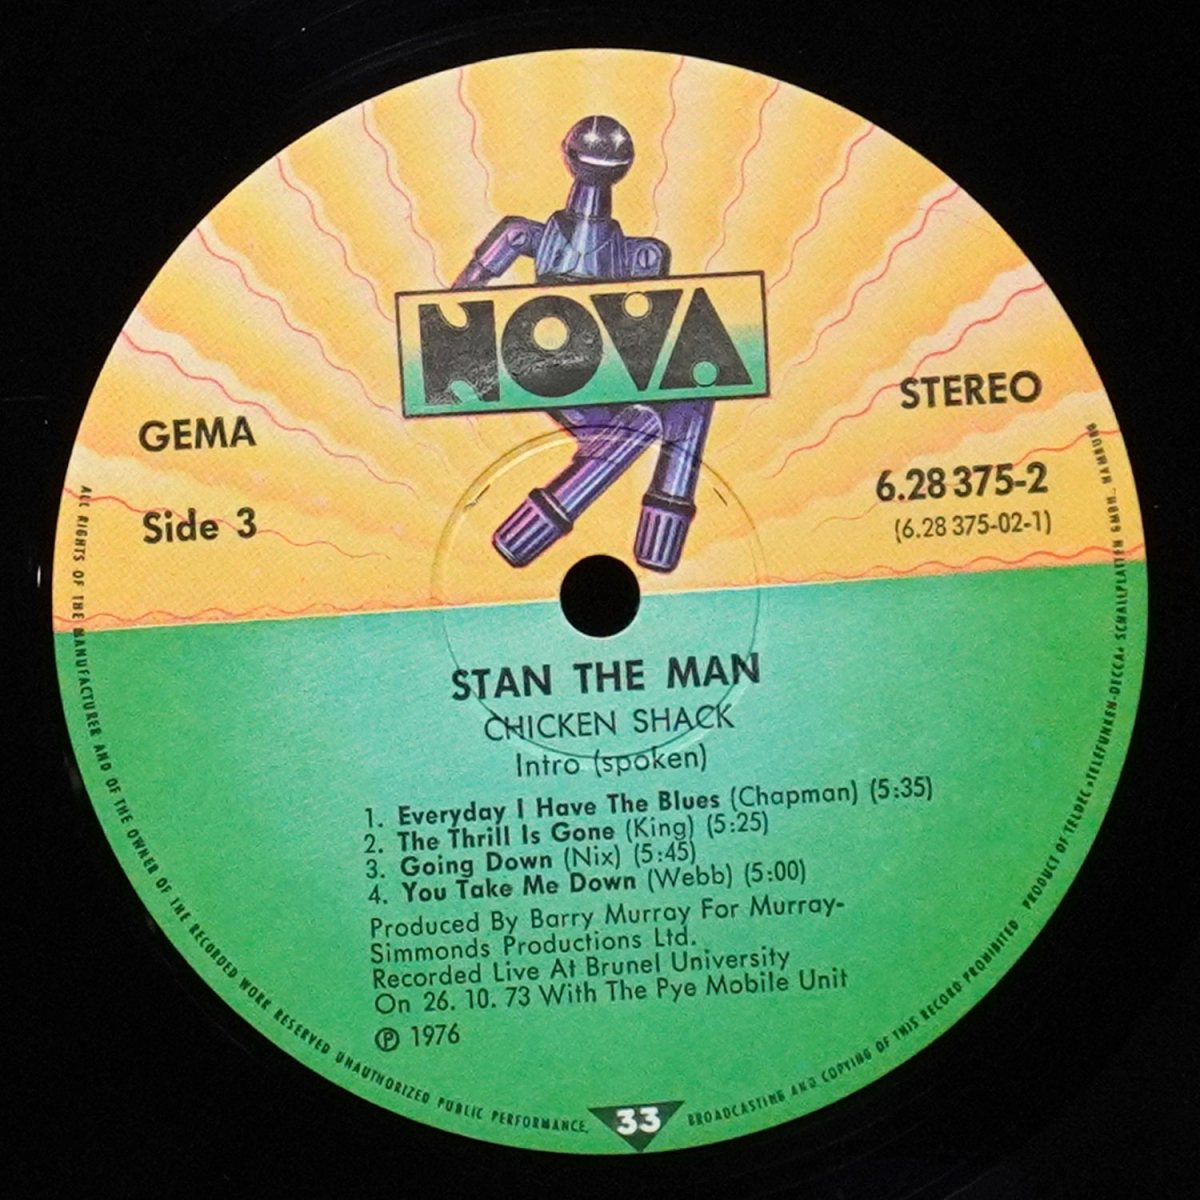 NOVA
GEMA
STEREO
Side 3
6.28 375-2
(6.28 375-02-1)
STAN THE MAN
CHICKEN SHACK
Intro (spoken)
1. Everyday I Have The Blues (Chapman) (5:35)
2. The Thrill Is Gone (King) (5:25)
3. Going Down (Nix) (5:45)
4. You Take Me Down (Webb) (5:00)
Produced By Barry Murray For Murray-
Simmonds Productions Ltd.
Recorded Live At Brunel University
On 26. 10. 73 With The Pye Mobile Unit
℗ 1976
ALL RIGHTS OF THE MANUFACTURER AND OF THE OWNER OF THE RECORDED WORK RESERVED UNAUTHORIZED PUBLIC PERFORMANCE,
33
BROADCASTING AND COPYING OF THIS RECORD PROHIBITED PRODUCT OF TELDEC »TELEFUNKEN-DECCA« SCHALLPLATTEN GMBH., HAMBURG